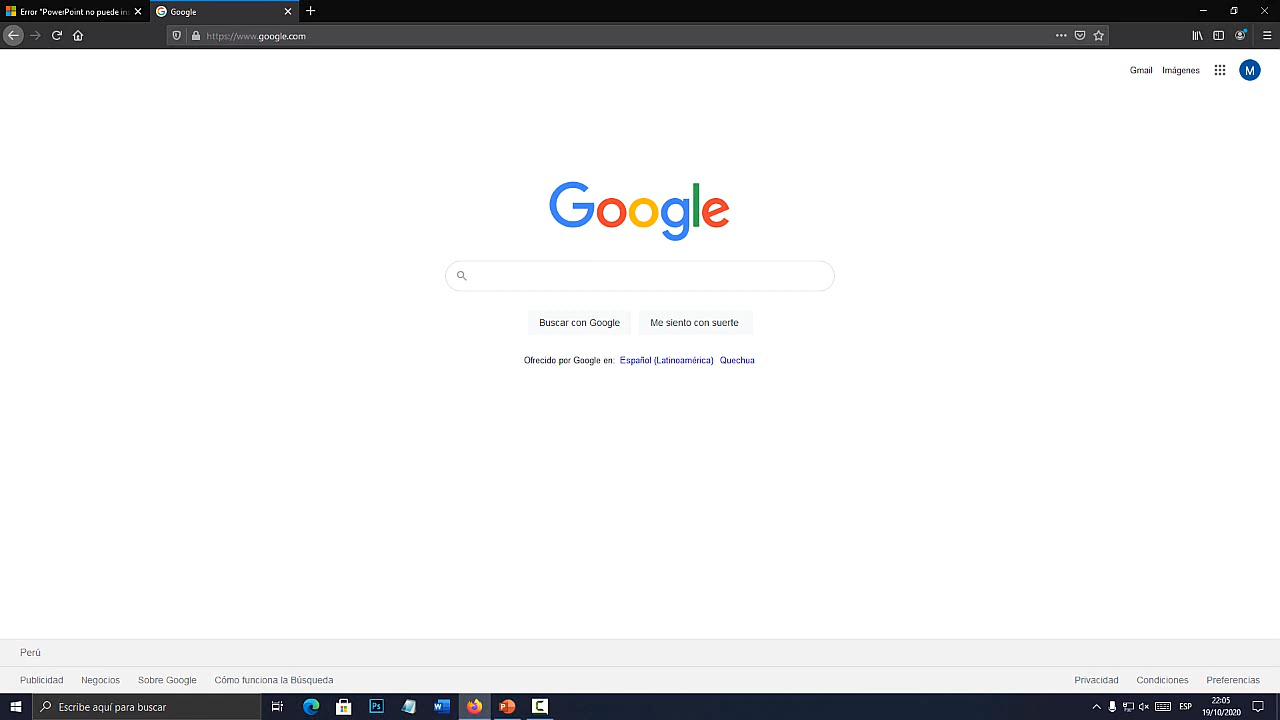 Error "PowerPoint no puede in
Google
https://www.google.com
Gmail Imágenes
M
Google
Buscar con Google Me siento con suerte
Ofrecido por Google en: Español (Latinoamérica) Quechua
Perú
Publicidad Negocios Sobre Google Cómo funciona la Búsqueda Privacidad Condiciones Preferencias
Escribe aquí para buscar
Ps
W
P
C
ESP
22:05
19/10/2020